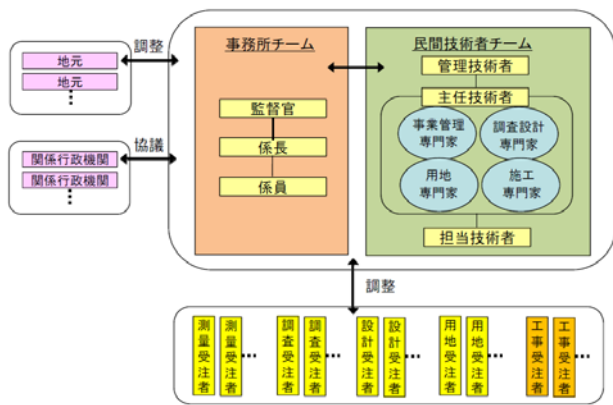 事務所チーム
監督官
係長
係員
民間技術者チーム
管理技術者
主任技術者
事業管理
専門家
調査設計
専門家
用地
専門家
施工
専門家
担当技術者
調整
地元
地元
⋮
協議
関係行政機関
関係行政機関
⋮
調整
測量受注者
測量受注者
…
調査受注者
調査受注者
…
設計受注者
設計受注者
…
用地受注者
用地受注者
…
工事受注者
工事受注者
…